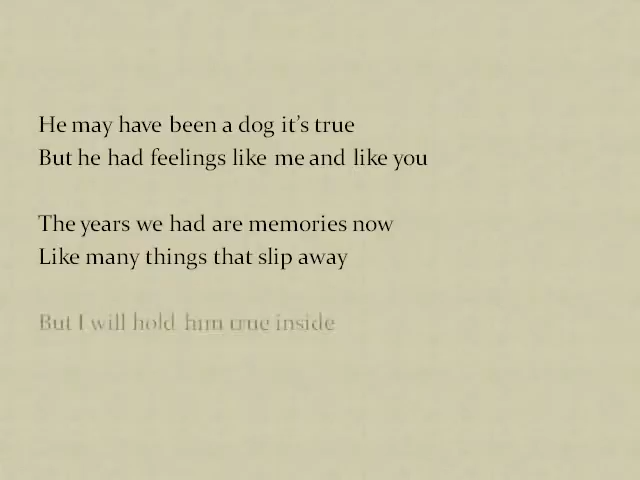 He may have been a dog it’s true
But he had feelings like me and like you
The years we had are memories now
Like many things that slip away
But I will hold him true inside